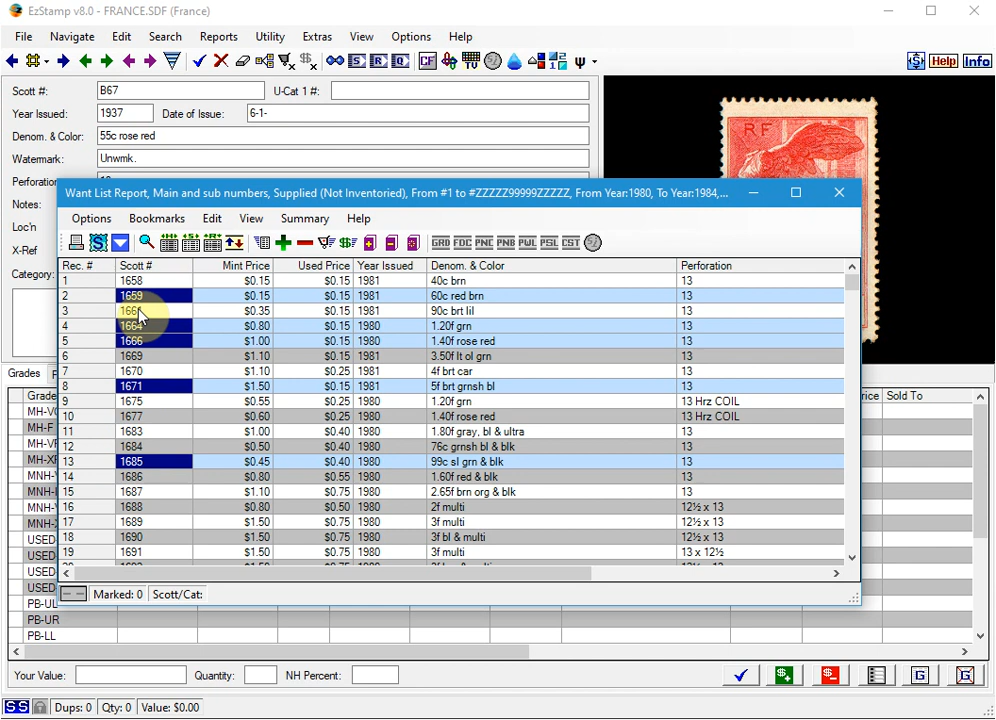 EzStamp v8.0 - FRANCE.SDF (France)
File Navigate Edit Search Reports Utility Extras View Options Help
Help Info
Scott #: B67 U-Cat 1 #:
Year Issued: 1937 Date of Issue: 6-1-
Denom. & Color: 55c rose red
Watermark: Unwmk.
Perforation
Notes:
Loc'n
X-Ref
Category:
RF
Want List Report, Main and sub numbers, Supplied (Not Inventoried), From #1 to #ZZZZZ99999ZZZZZ, From Year:1980, To Year:1984,...
Options Bookmarks Edit View Summary Help
GRD FDC PNC PNB PWL PSL CST
Rec. # Scott # Mint Price Used Price Year Issued Denom. & Color Perforation
1 1658 $0.15 $0.15 1981 40c brn 13
2 1659 $0.15 $0.15 1981 60c red brn 13
3 $0.35 $0.15 1981 90c brt lil 13
4 1664 $0.80 $0.15 1980 1.20f grn 13
5 1666 $1.00 $0.15 1980 1.40f rose red 13
6 1669 $1.10 $0.15 1981 3.50f lt ol grn 13
7 1670 $1.10 $0.25 1981 4f brt car 13
8 1671 $1.50 $0.15 1981 5f brt grnsh bl 13
9 1675 $0.55 $0.25 1980 1.20f grn 13 Hrz COIL
10 1677 $0.60 $0.25 1980 1.40f rose red 13 Hrz COIL
11 1683 $1.00 $0.40 1980 1.80f gray, bl & ultra 13
12 1684 $0.50 $0.40 1980 76c grnsh bl & blk 13
13 1685 $0.45 $0.40 1980 99c sl grn & blk 13
14 1686 $0.80 $0.55 1980 1.60f red & blk 13
15 1687 $1.10 $0.75 1980 2.65f brn org & blk 13
16 1688 $0.80 $0.50 1980 2f multi 12½ x 13
17 1689 $1.50 $0.75 1980 3f multi 12½ x 13
18 1690 $1.50 $0.75 1980 3f bl & multi 12½ x 13
19 1691 $1.50 $0.75 1980 3f multi 13 x 12½
Marked: 0 Scott/Cat:
Grades
Grade rice Sold To
MH-F
USED
USED
USED
USED
PB-UL
PB-UR
PB-LL
Your Value: Quantity: NH Percent:
SS Dups: 0 Qty: 0 Value: $0.00